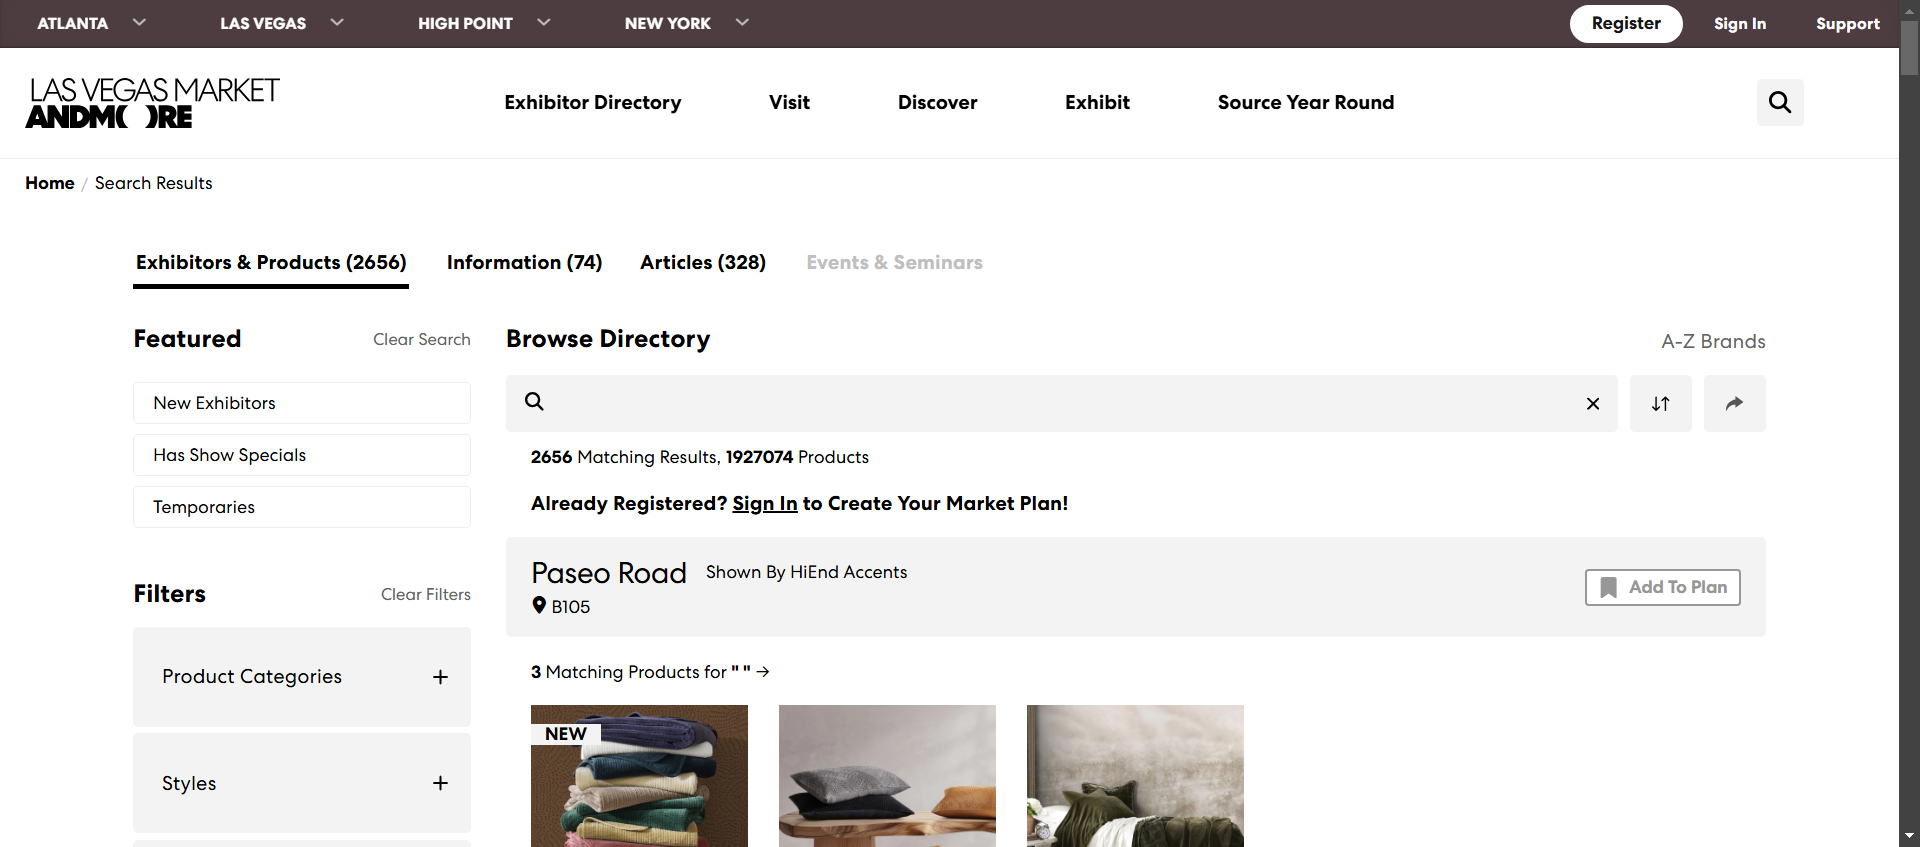 ATLANTA LAS VEGAS HIGH POINT NEW YORK Register Sign In Support
LAS VEGAS MARKET
ANDM( )RE
Exhibitor Directory Visit Discover Exhibit Source Year Round
Home / Search Results
Exhibitors & Products (2656) Information (74) Articles (328) Events & Seminars
Featured Clear Search
New Exhibitors
Has Show Specials
Temporaries
Filters Clear Filters
Product Categories +
Styles +
Browse Directory A-Z Brands
2656 Matching Results, 1927074 Products
Already Registered? Sign In to Create Your Market Plan!
Paseo Road Shown By HiEnd Accents
B105
Add To Plan
3 Matching Products for " " →
NEW